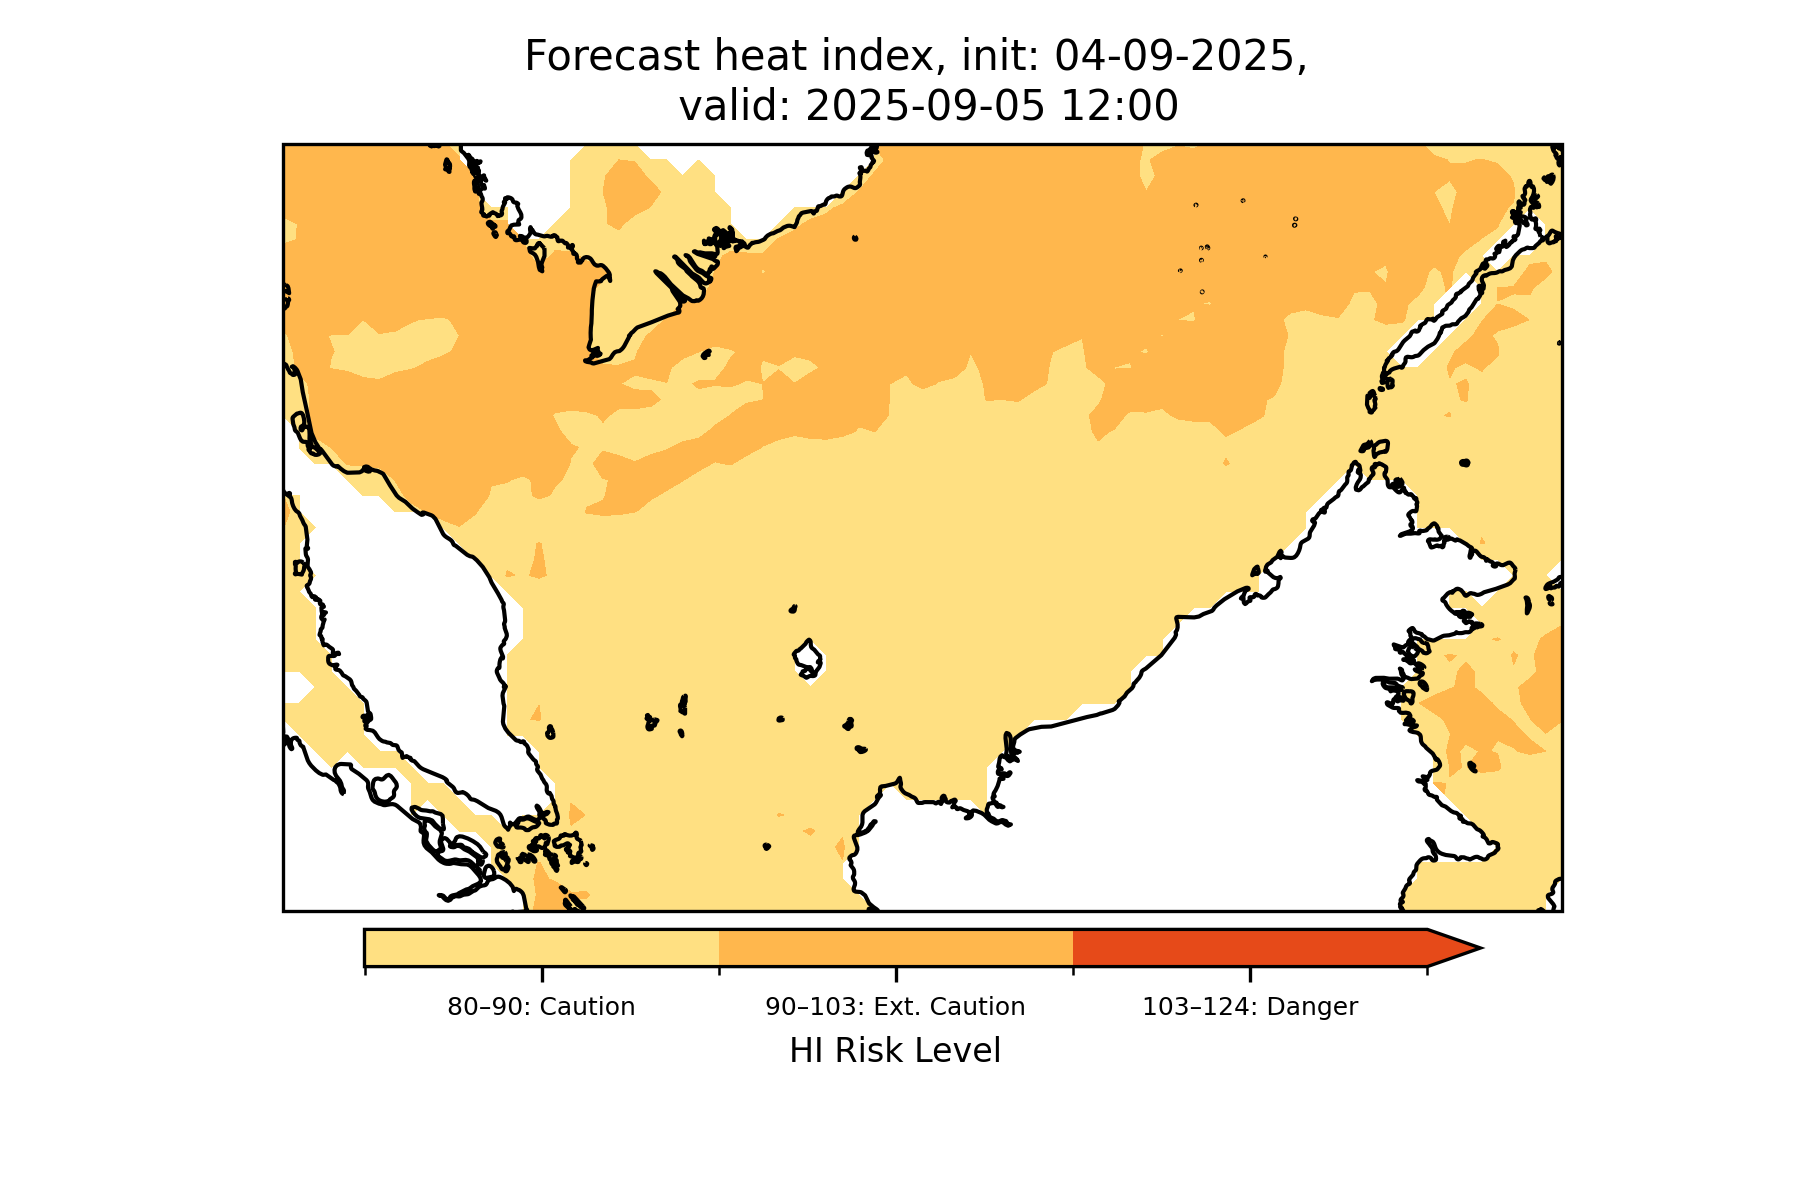 Forecast heat index, init: 04-09-2025,
valid: 2025-09-05 12:00
80–90: Caution
90–103: Ext. Caution
103–124: Danger
HI Risk Level